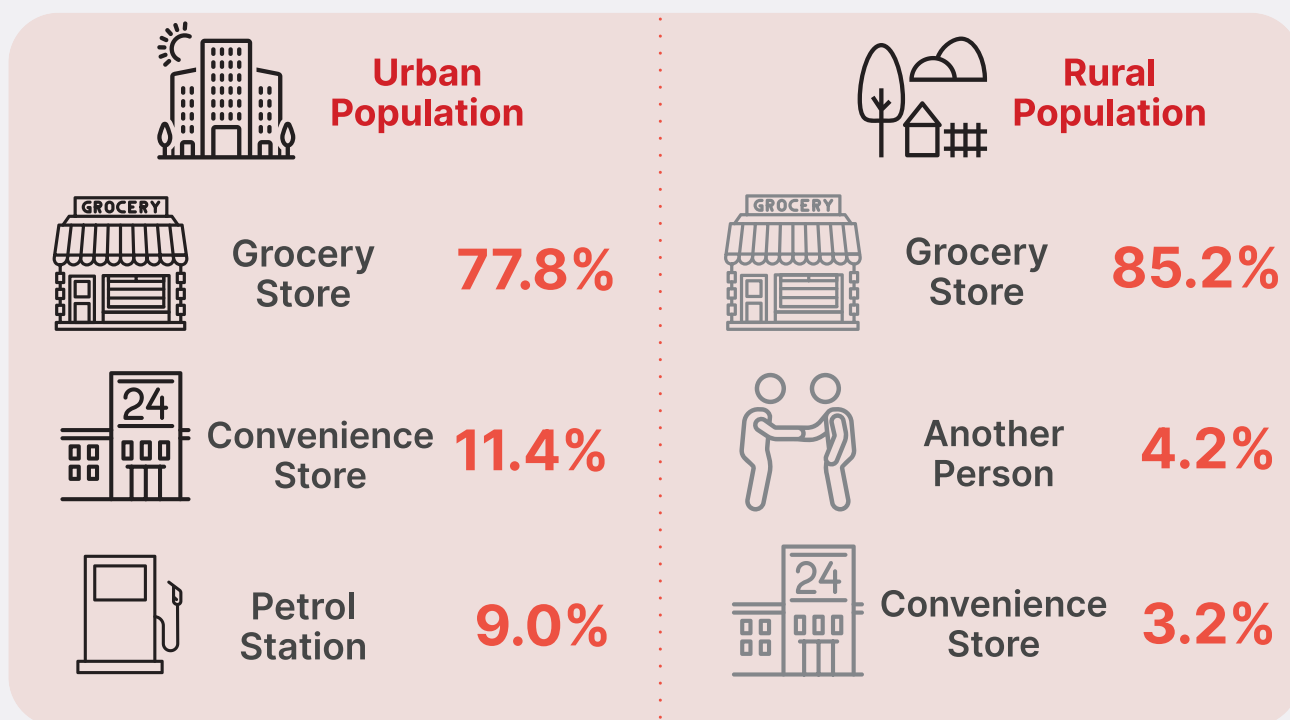 Urban
Population
GROCERY
Grocery
Store
77.8%
24
Convenience
Store
11.4%
Petrol
Station
9.0%
Rural
Population
GROCERY
Grocery
Store
85.2%
Another
Person
4.2%
24
Convenience
Store
3.2%